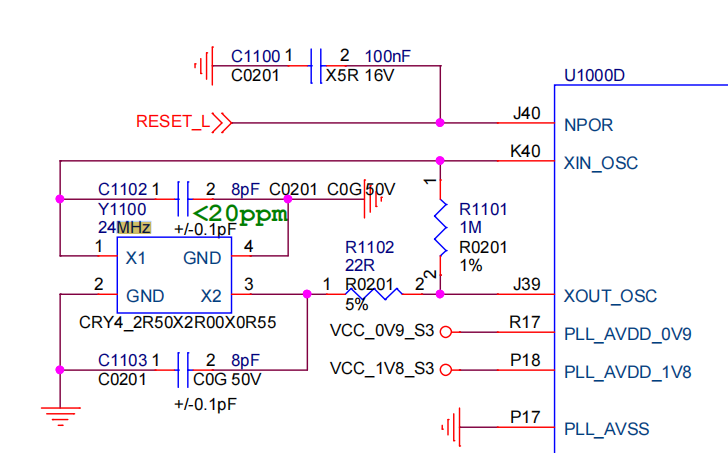 C1100 1 2 100nF
C0201 X5R 16V
U1000D
RESET_L
J40 NPOR
K40 XIN_OSC
C1102 1 2 8pF C0201 C0G 50V
1
Y1100 <20ppm
24MHz +/-0.1pF
R1101
1M
R0201
1%
1 X1 GND 4
R1102
22R
2 GND X2 3
1 R0201 2
2
5%
J39 XOUT_OSC
CRY4_2R50X2R00X0R55
VCC_0V9_S3 R17 PLL_AVDD_0V9
C1103 1 2 8pF
VCC_1V8_S3 P18 PLL_AVDD_1V8
C0201 C0G 50V
+/-0.1pF
P17 PLL_AVSS